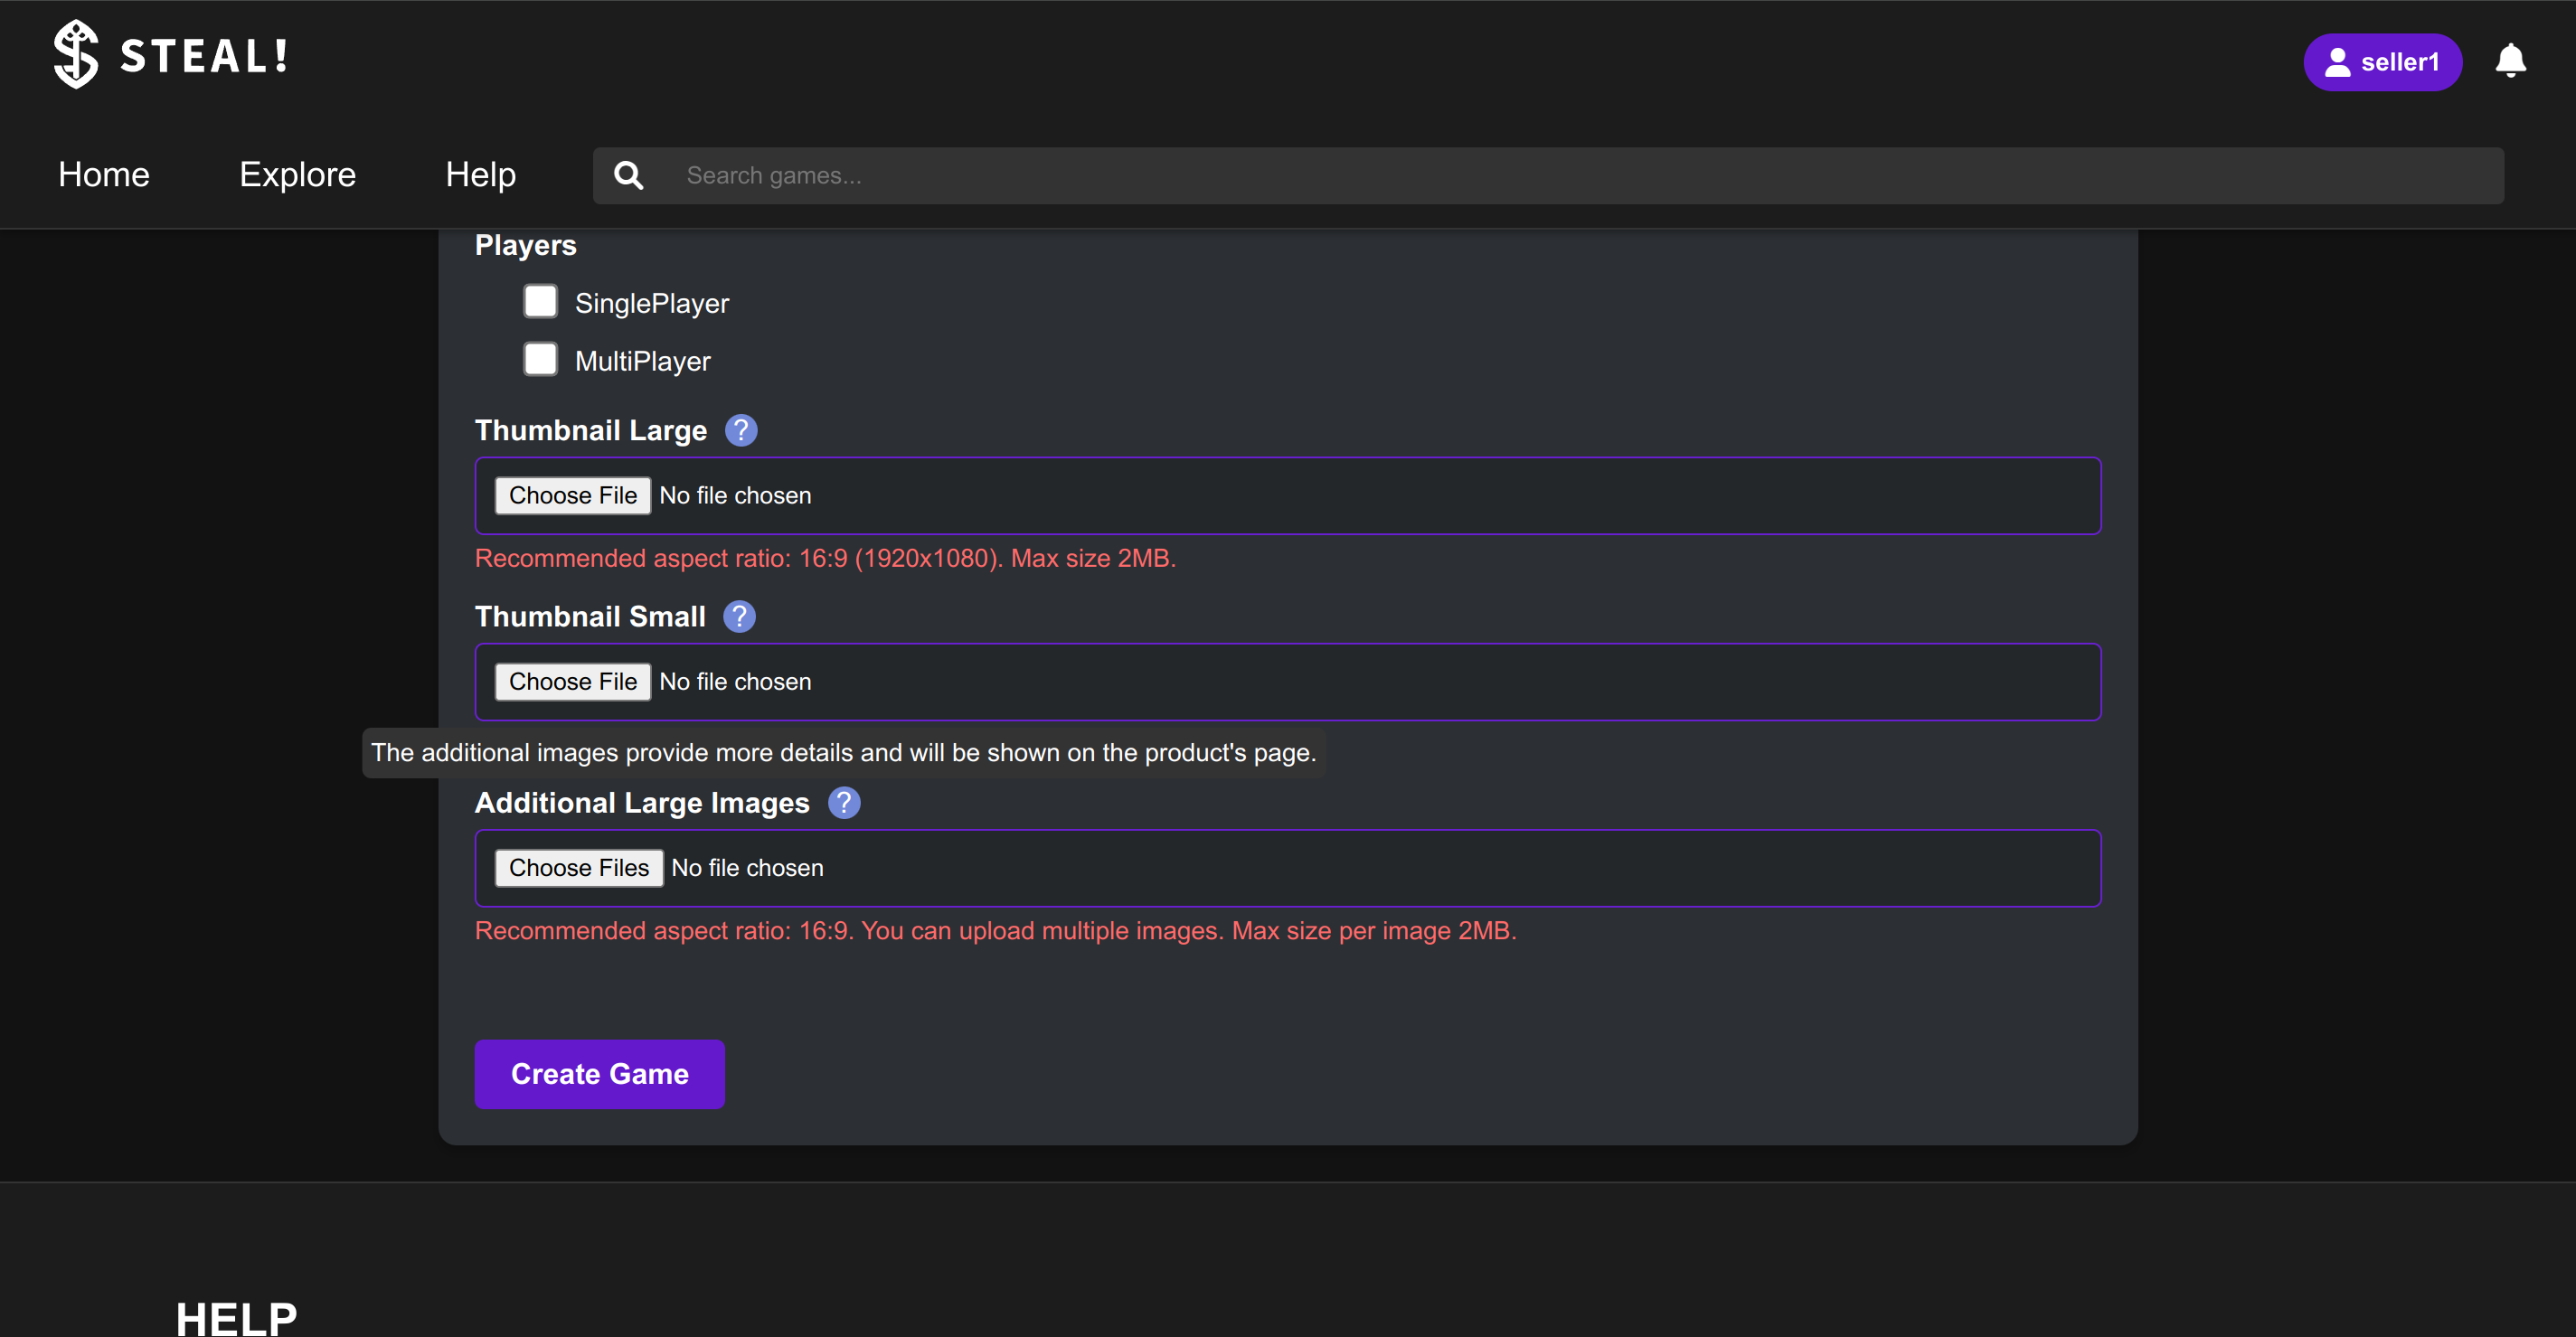 STEAL!
seller1
Home
Explore
Help
Search games...
Players
SinglePlayer
MultiPlayer
Thumbnail Large ?
Choose File No file chosen
Recommended aspect ratio: 16:9 (1920x1080). Max size 2MB.
Thumbnail Small ?
Choose File No file chosen
The additional images provide more details and will be shown on the product's page.
Additional Large Images ?
Choose Files No file chosen
Recommended aspect ratio: 16:9. You can upload multiple images. Max size per image 2MB.
Create Game
HELP